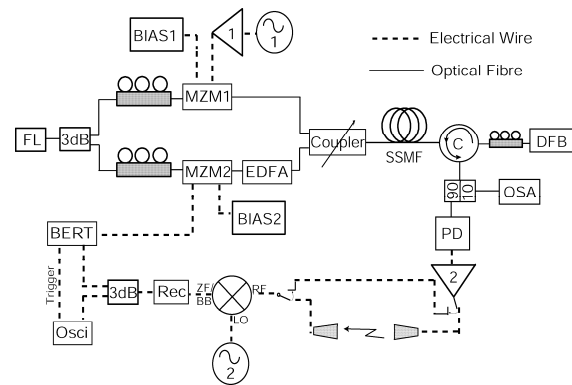 BIAS1
1
1
Electrical Wire
Optical Fibre
MZM1
FL
3dB
Coupler
SSMF
C
DFB
MZM2
EDFA
90
10
OSA
BIAS2
BERT
PD
2
Trigger
3dB
Rec
ZF/
BB
RF
LO
Osci
2